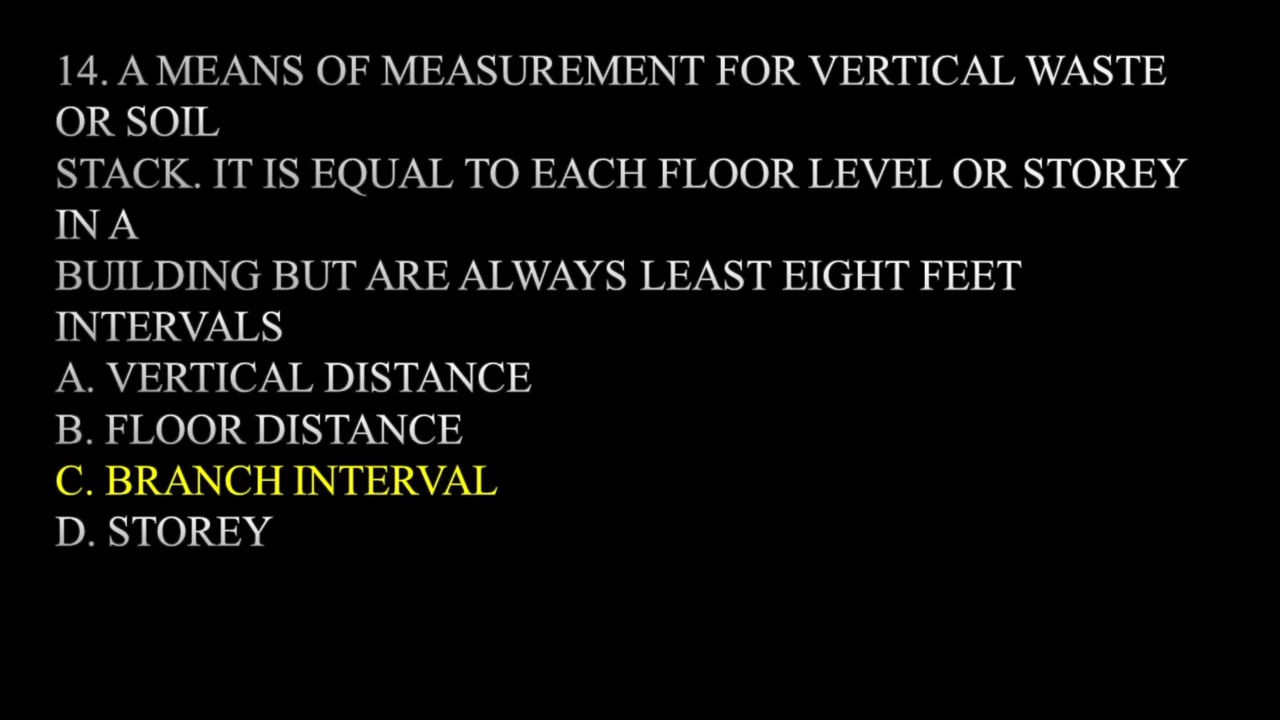 14. A MEANS OF MEASUREMENT FOR VERTICAL WASTE
OR SOIL
STACK. IT IS EQUAL TO EACH FLOOR LEVEL OR STOREY
IN A
BUILDING BUT ARE ALWAYS LEAST EIGHT FEET
INTERVALS
A. VERTICAL DISTANCE
B. FLOOR DISTANCE
C. BRANCH INTERVAL
D. STOREY